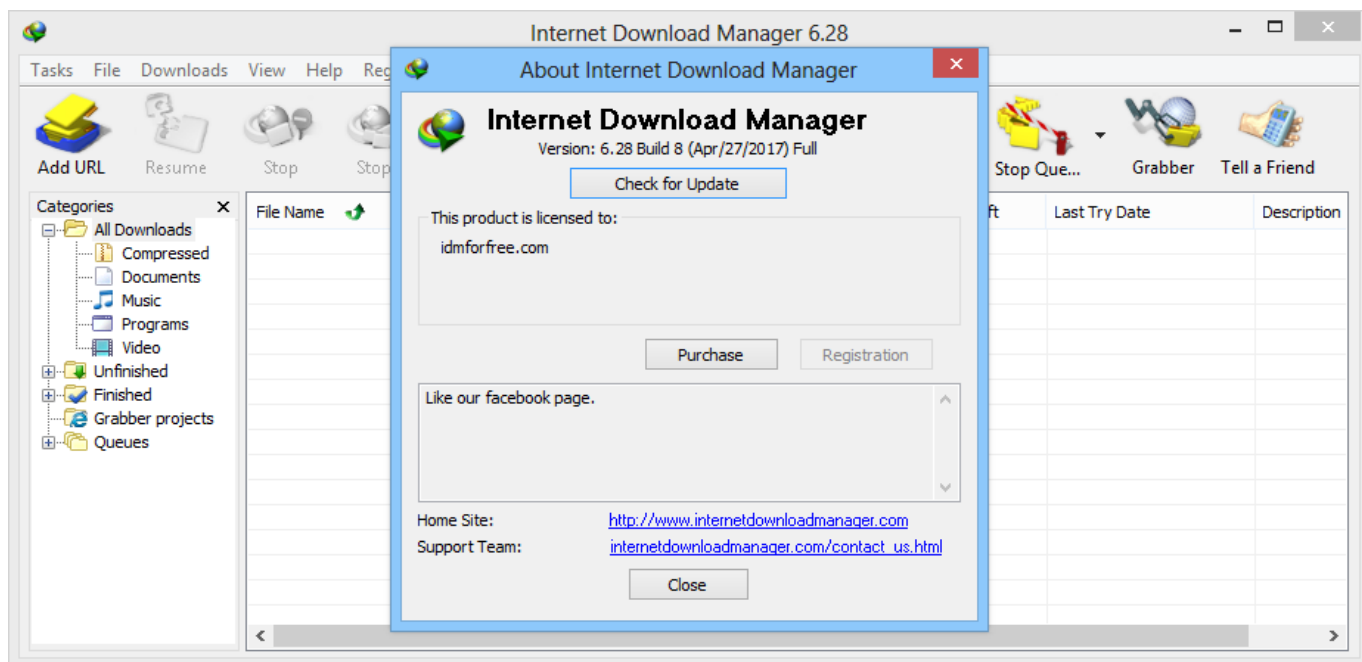 Internet Download Manager 6.28
Tasks File Downloads View Help Reg
About Internet Download Manager
Internet Download Manager
Version: 6.28 Build 8 (Apr/27/2017) Full
Check for Update
Add URL Resume Stop Stop
Stop Que... Grabber Tell a Friend
Categories
All Downloads
Compressed
Documents
Music
Programs
Video
Unfinished
Finished
Grabber projects
Queues
File Name
ft Last Try Date Description
This product is licensed to:
idmforfree.com
Purchase Registration
Like our facebook page.
Home Site: http://www.internetdownloadmanager.com
Support Team: internetdownloadmanager.com/contact_us.html
Close